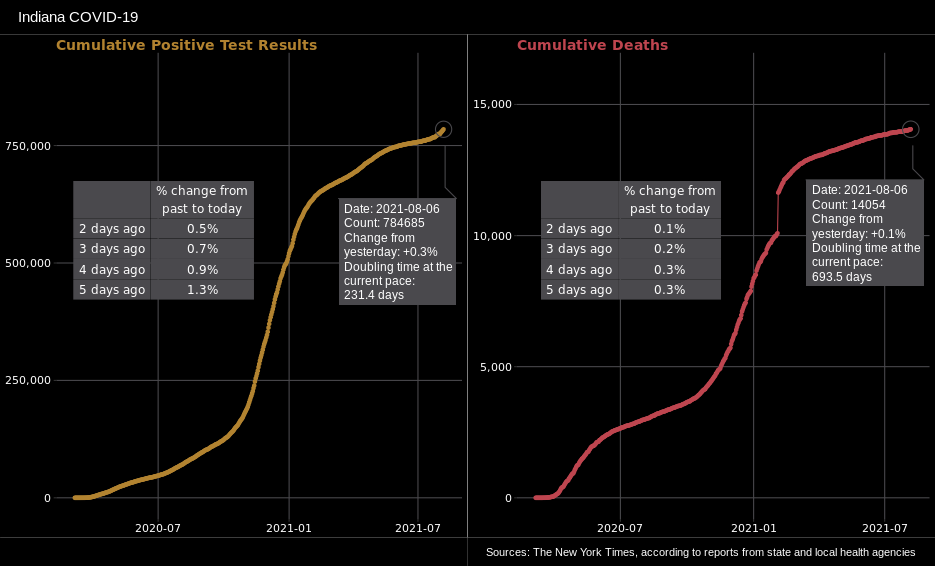 Indiana COVID-19
Cumulative Positive Test Results
750,000
500,000
250,000
0
2020-07
2021-01
2021-07
% change from
past to today
2 days ago 0.5%
3 days ago 0.7%
4 days ago 0.9%
5 days ago 1.3%
Date: 2021-08-06
Count: 784685
Change from
yesterday: +0.3%
Doubling time at the
current pace:
231.4 days
Cumulative Deaths
15,000
10,000
5,000
0
2020-07
2021-01
2021-07
% change from
past to today
2 days ago 0.1%
3 days ago 0.2%
4 days ago 0.3%
5 days ago 0.3%
Date: 2021-08-06
Count: 14054
Change from
yesterday: +0.1%
Doubling time at the
current pace:
693.5 days
Sources: The New York Times, according to reports from state and local health agencies